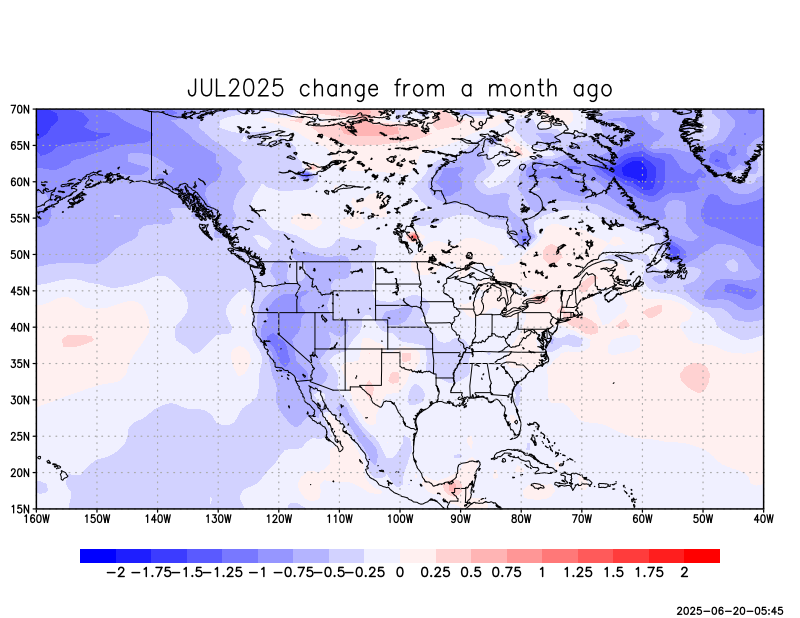 JUL2025 change from a month ago
70N
65N
60N
55N
50N
45N
40N
35N
30N
25N
20N
15N
160W 150W 140W 130W 120W 110W 100W 90W 80W 70W 60W 50W 40W
−2 −1.75 −1.5 −1.25 −1 −0.75 −0.5 −0.25 0 0.25 0.5 0.75 1 1.25 1.5 1.75 2
2025-06-20-05:45